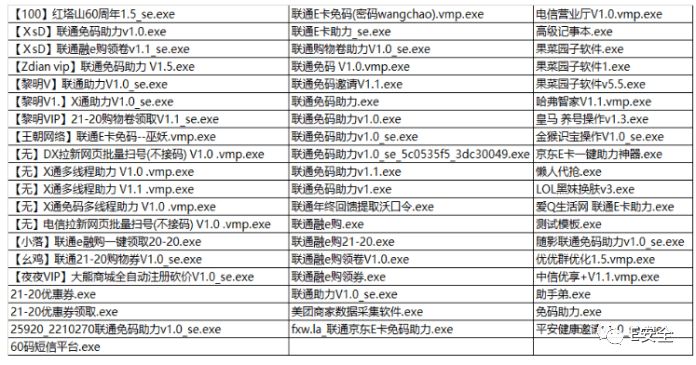 【100】红塔山60周年1.5_se.exe 联通E卡免码(密码wangchao).vmp.exe 电信营业厅V1.0.vmp.exe
【XsD】联通免码助力v1.0.exe 联通E卡助力_se.exe 高级记事本.exe
【XsD】联通融e购领卷v1.1_se.exe 联通购物卷助力V1.0_se.exe 果菜园子软件.exe
【Zdian vip】联通免码助力 V1.5.exe 联通免码 V1.0.vmp.exe 果菜园子软件1.exe
【黎明V】联通助力V1.0_se.exe 联通免码邀请V1.1.exe 果菜园子软件v5.5.exe
【黎明V1.】X通助力V1.0_se.exe 联通免码助力.exe 哈弗智家V1.1.vmp.exe
【黎明VIP】21-20购物卷领取V1.1_se.exe 联通免码助力v1.0.exe 皇马 养号操作v1.3.exe
【王朝网络】联通E卡免码--巫妖.vmp.exe 联通免码助力v1.0_se.exe 金猴识宝操作V1.0_se.exe
【无】DX拉新网页批量扫号(不接码) V1.0 .vmp.exe 联通免码助力v1.0_se_5c0535f5_3dc30049.exe 京东E卡一键助力神器.exe
【无】X通多线程助力 V1.0 .vmp.exe 联通免码助力v1.1.exe 懒人代抢.exe
【无】X通多线程助力 V1.1 .vmp.exe 联通免码助力v1.exe LOL黑妹换肤v3.exe
【无】X通免码多线程助力 V1.0 .vmp.exe 联通年终回馈提取沃口令.exe 爱Q生活网 联通E卡助力.exe
【无】电信拉新网页批量扫号(不接码) V1.0 .vmp.exe 联通融e购.exe 测试模板.exe
【小落】联通e融购一键领取20-20.exe 联通融e购21-20.exe 随影联通免码助力v1.0_se.exe
【幺鸡】联通21-20购物券V1.0_se.exe 联通融e购领卷V1.0.exe 优优群优化1.5.vmp.exe
【夜夜VIP】大熊商城全自动注册砍价V1.0_se.exe 联通融e购领券.exe 中信优享+V1.1.vmp.exe
21-20优惠券.exe 联通助力V1.0_se.exe 助手弟.exe
21-20优惠券领取.exe 美团商家数据采集软件.exe 免码助力.exe
25920_2210270联通免码助力v1.0_se.exe fxw.la_联通京东E卡免码助力.exe 平安健康邀请
60码短信平台.exe
E安全